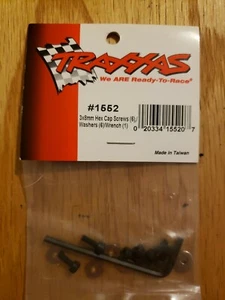 TRAXXAS
We ARE Ready-To-Race®
#1552
3x8mm Hex Cap Screws (6)/
Washers (6)/Wrench (1)
0 20334 15520 7
Made in Taiwan